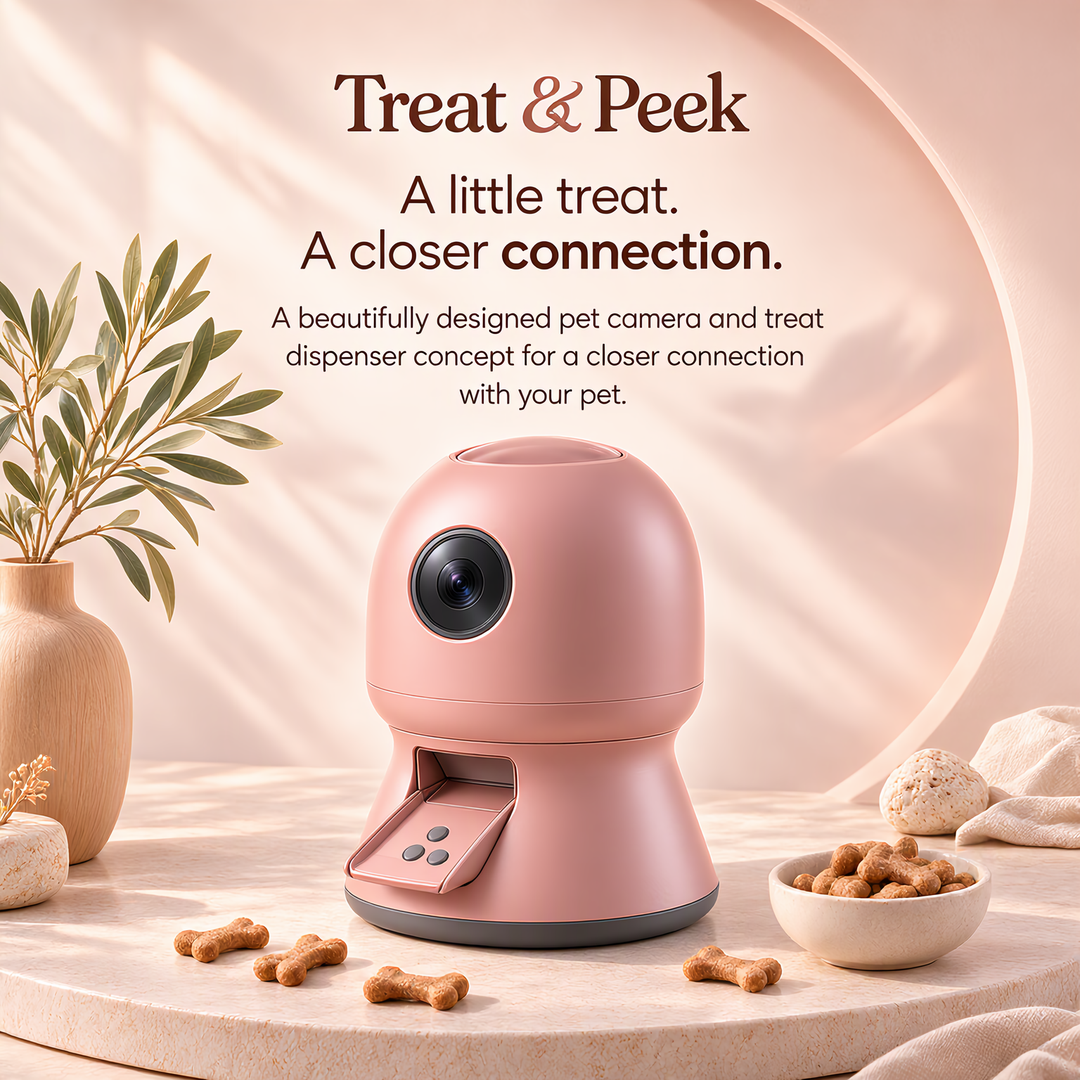 Treat & Peek
A little treat.
A closer connection.
A beautifully designed pet camera and treat
dispenser concept for a closer connection
with your pet.